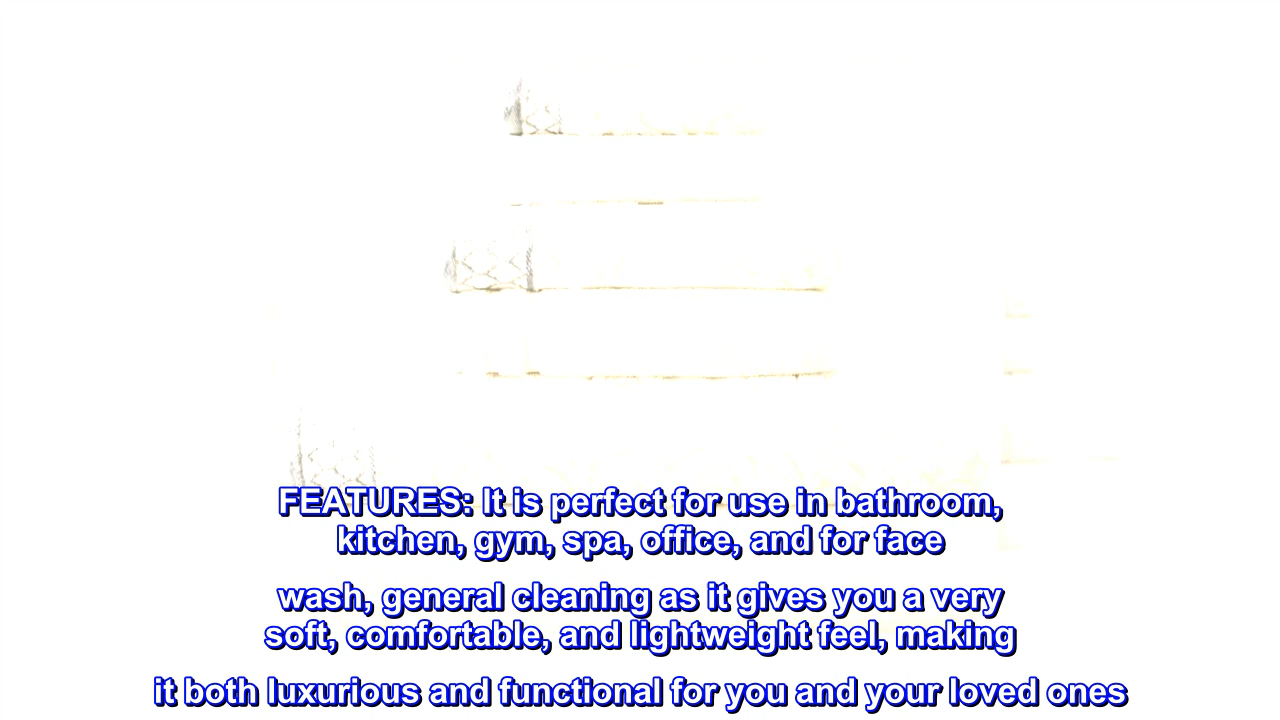 FEATURES: It is perfect for use in bathroom,
kitchen, gym, spa, office, and for face
wash, general cleaning as it gives you a very
soft, comfortable, and lightweight feel, making
it both luxurious and functional for you and your loved ones